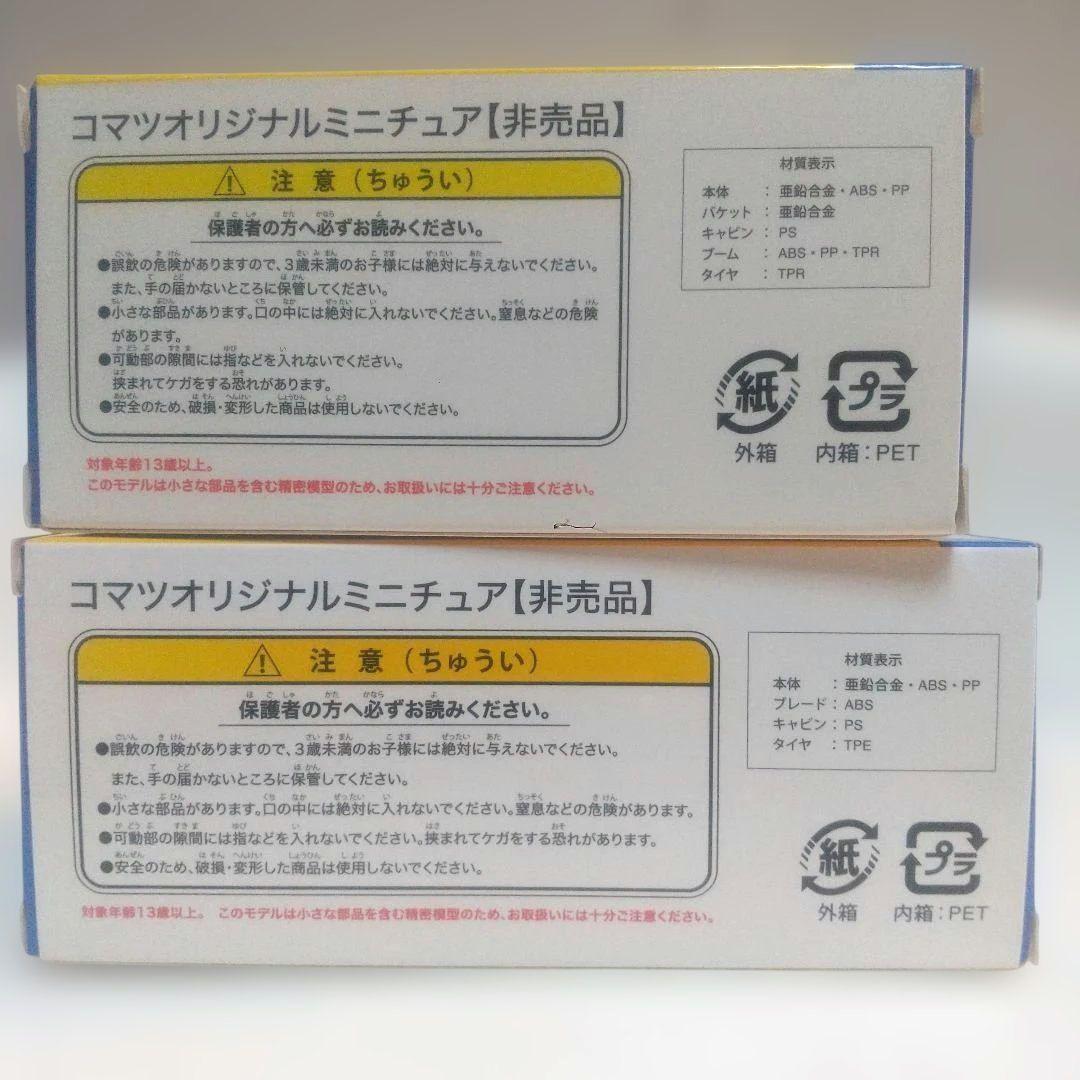 コマツオリジナルミニチュア【非売品】
⚠ 注 意（ちゅうい）
保護者の方へ必ずお読みください。
●誤飲の危険がありますので、3歳未満のお子様には絶対に与えないでください。
また、手の届かないところに保管してください。
●小さな部品があります。口の中には絶対に入れないでください。窒息などの危険
があります。
●可動部の隙間には指などを入れないでください。
挟まれてケガをする恐れがあります。
●安全のため、破損・変形した商品は使用しないでください。
対象年齢13歳以上。
このモデルは小さな部品を含む精密模型のため、お取扱いには十分ご注意ください。
材質表示
本体 ：亜鉛合金・ABS・PP
バケット ：亜鉛合金
キャビン ：PS
ブーム ：ABS・PP・TPR
タイヤ ：TPR
紙
外箱
プラ
内箱：PET
コマツオリジナルミニチュア【非売品】
⚠ 注 意（ちゅうい）
保護者の方へ必ずお読みください。
●誤飲の危険がありますので、3歳未満のお子様には絶対に与えないでください。
また、手の届かないところに保管してください。
●小さな部品があります。口の中には絶対に入れないでください。窒息などの危険があります。
●可動部の隙間には指などを入れないでください。挟まれてケガをする恐れがあります。
●安全のため、破損・変形した商品は使用しないでください。
対象年齢13歳以上。 このモデルは小さな部品を含む精密模型のため、お取扱いには十分ご注意ください。
材質表示
本体 ：亜鉛合金・ABS・PP
ブレード：ABS
キャビン：PS
タイヤ ：TPE
紙
外箱
プラ
内箱：PET